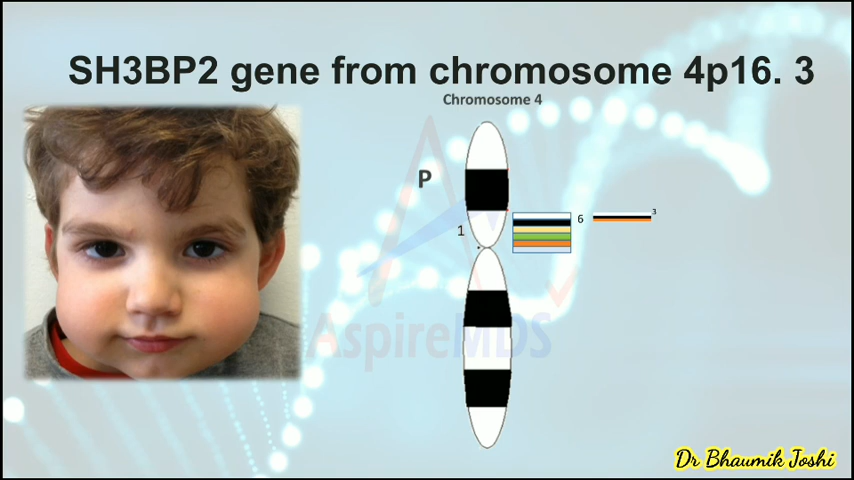 SH3BP2 gene from chromosome 4p16. 3
Chromosome 4
P
1
6
3
AspireMDS
Dr Bhaumik Joshi